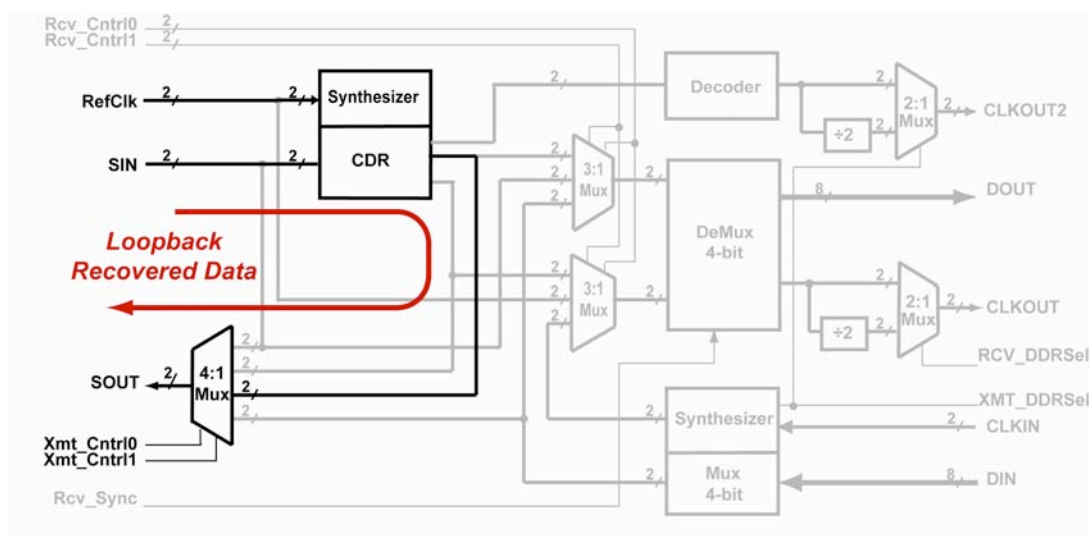 Rcv_Cntrl0
2
Rcv_Cntrl1
2
RefClk
2
2
Synthesizer
SIN
2
2
CDR
2
Decoder
2
2
2:1
Mux
2
CLKOUT2
÷2
2
2
2
2
3:1
Mux
2
DeMux
4-bit
8
DOUT
Loopback
Recovered Data
2
2
2
3:1
Mux
2
2
÷2
2
2:1
Mux
2
CLKOUT
RCV_DDRSel
SOUT
2
4:1
Mux
2
2
2
2
Xmt_Cntrl0
Xmt_Cntrl1
2
Synthesizer
XMT_DDRSel
2
CLKIN
Rcv_Sync
2
Mux
4-bit
8
DIN